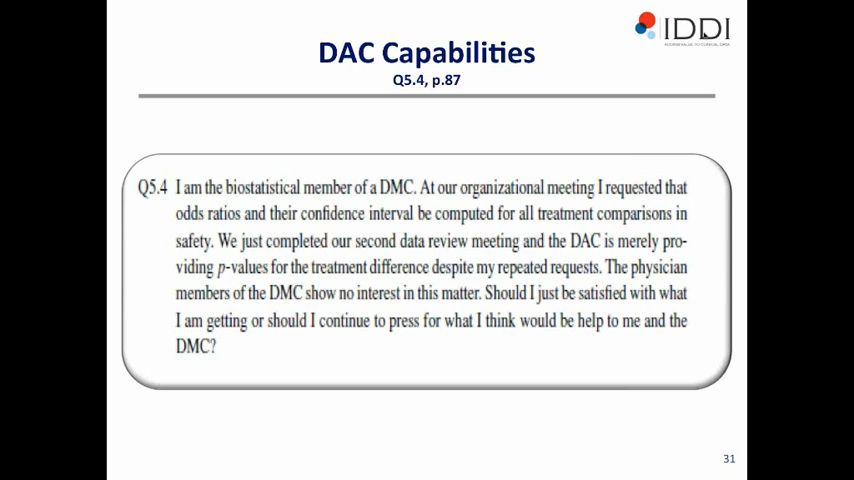 IDDI
DAC Capabilities
Q5.4, p.87
Q5.4 I am the biostatistical member of a DMC. At our organizational meeting I requested that
odds ratios and their confidence interval be computed for all treatment comparisons in
safety. We just completed our second data review meeting and the DAC is merely pro-
viding p-values for the treatment difference despite my repeated requests. The physician
members of the DMC show no interest in this matter. Should I just be satisfied with what
I am getting or should I continue to press for what I think would be help to me and the
DMC?
31